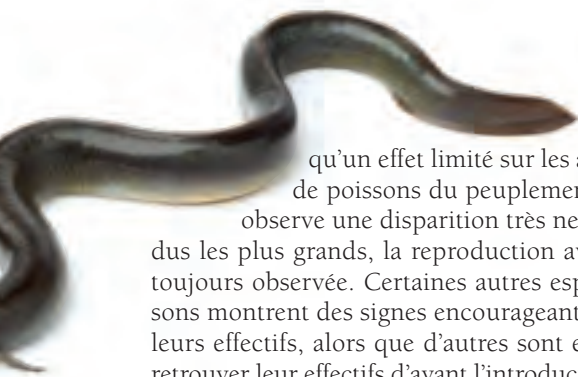 qu'un effet limité sur les
de poissons du peuplement
observe une disparition très
dus les plus grands, la reproduction
toujours observée. Certaines autres
sons montrent des signes encourageant
leurs effectifs, alors que d'autres sont
retrouver leur effectifs d'avant